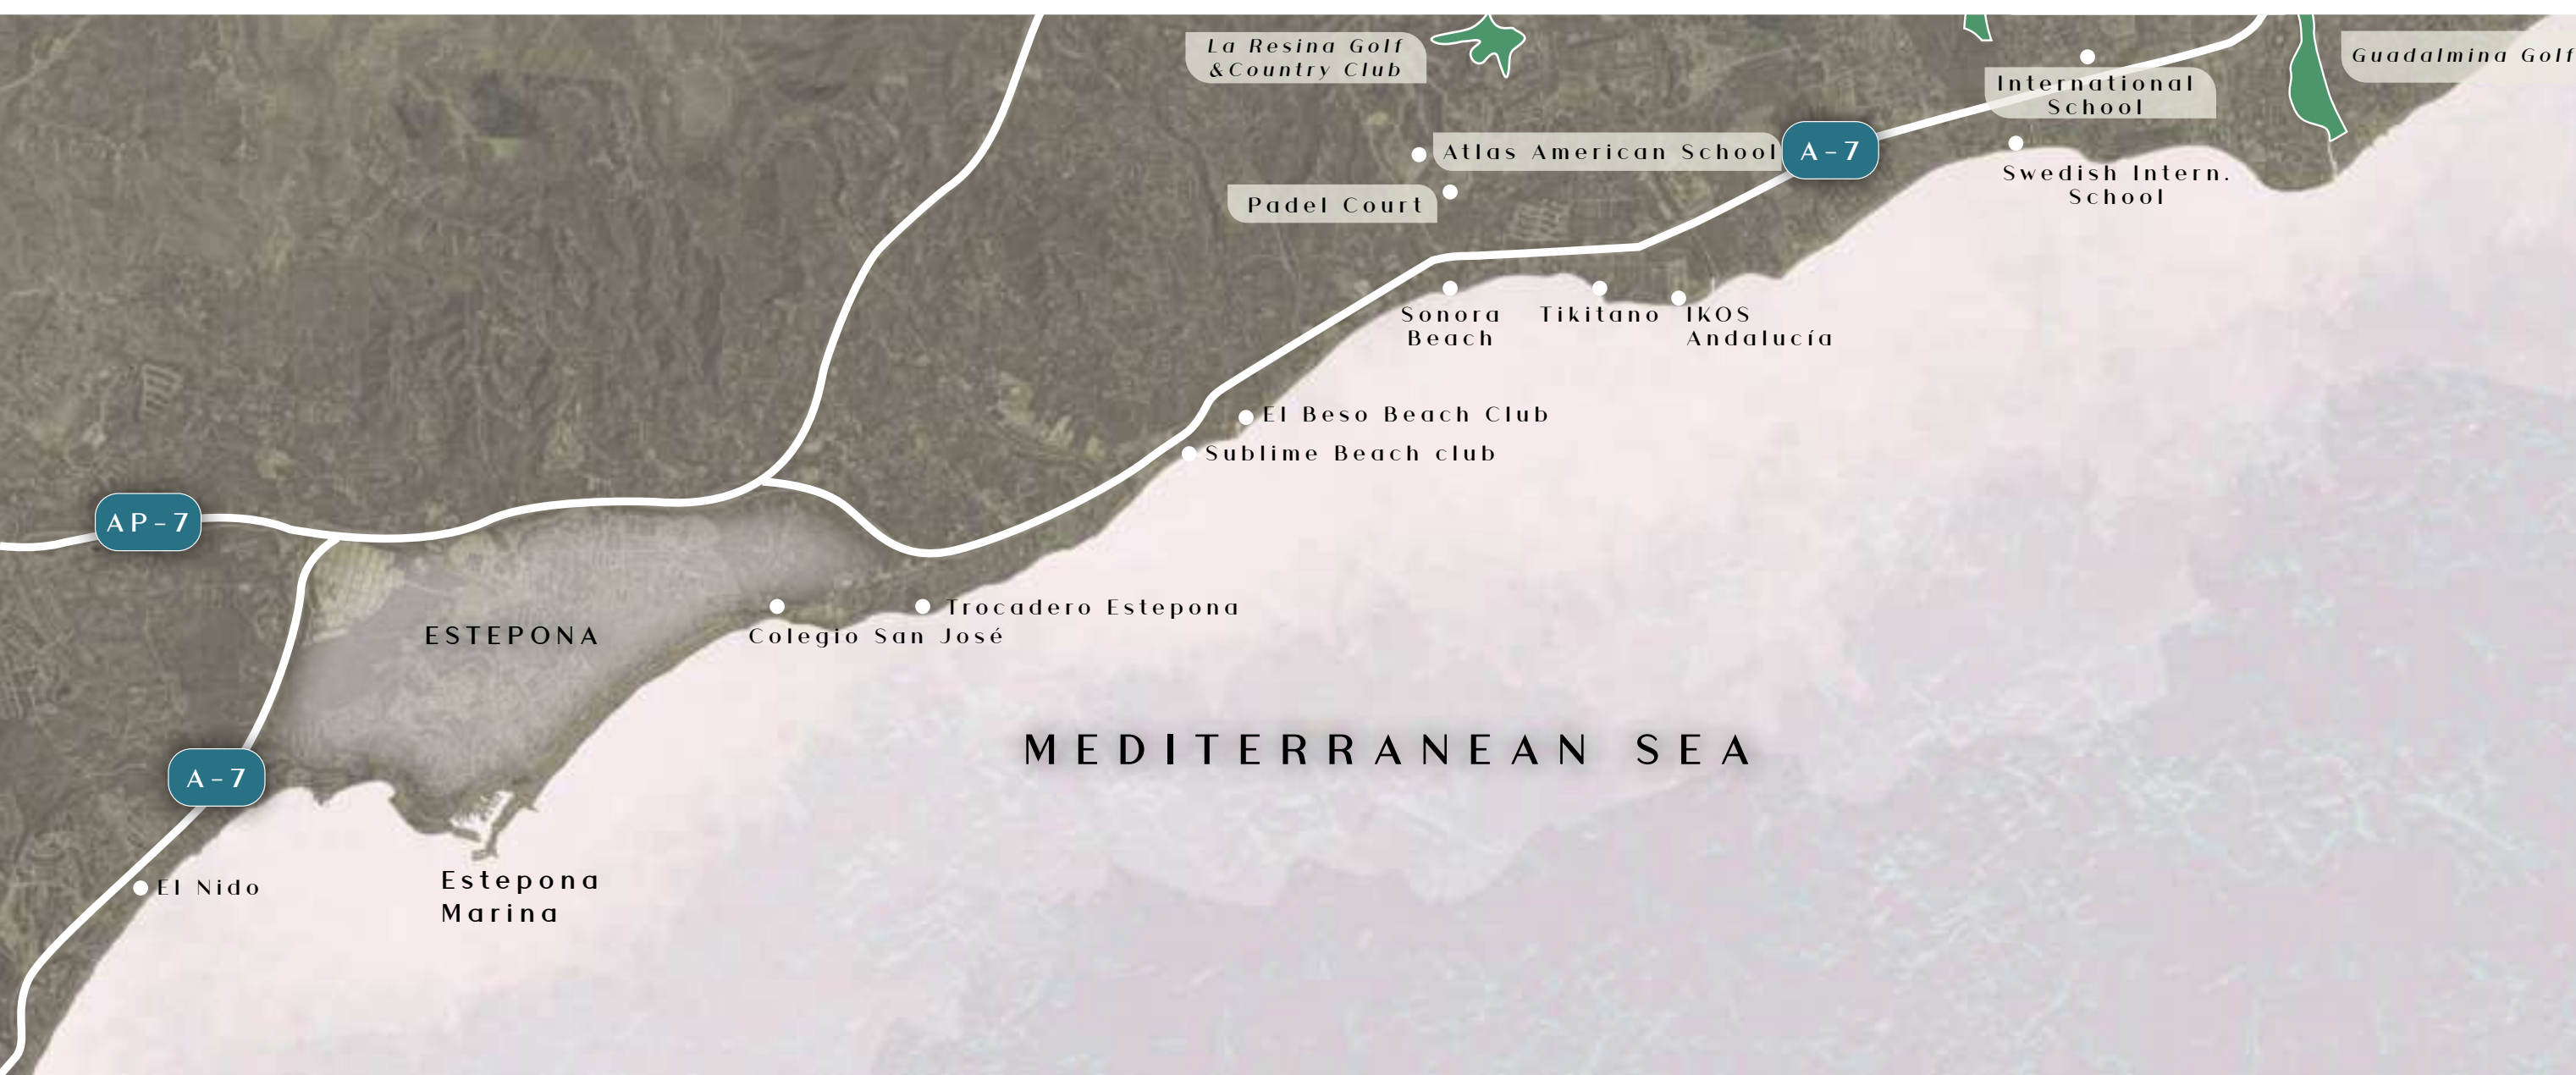 La Resina Golf
&Country Club
Guadalmina Golf
International
School
Atlas American School
A-7
Swedish Intern.
School
Padel Court
Sonora
Beach
Tikitano
IKOS
Andalucía
El Beso Beach Club
Sublime Beach club
AP-7
Trocadero Estepona
Colegio San José
ESTEPONA
MEDITERRANEAN SEA
A-7
El Nido
Estepona
Marina